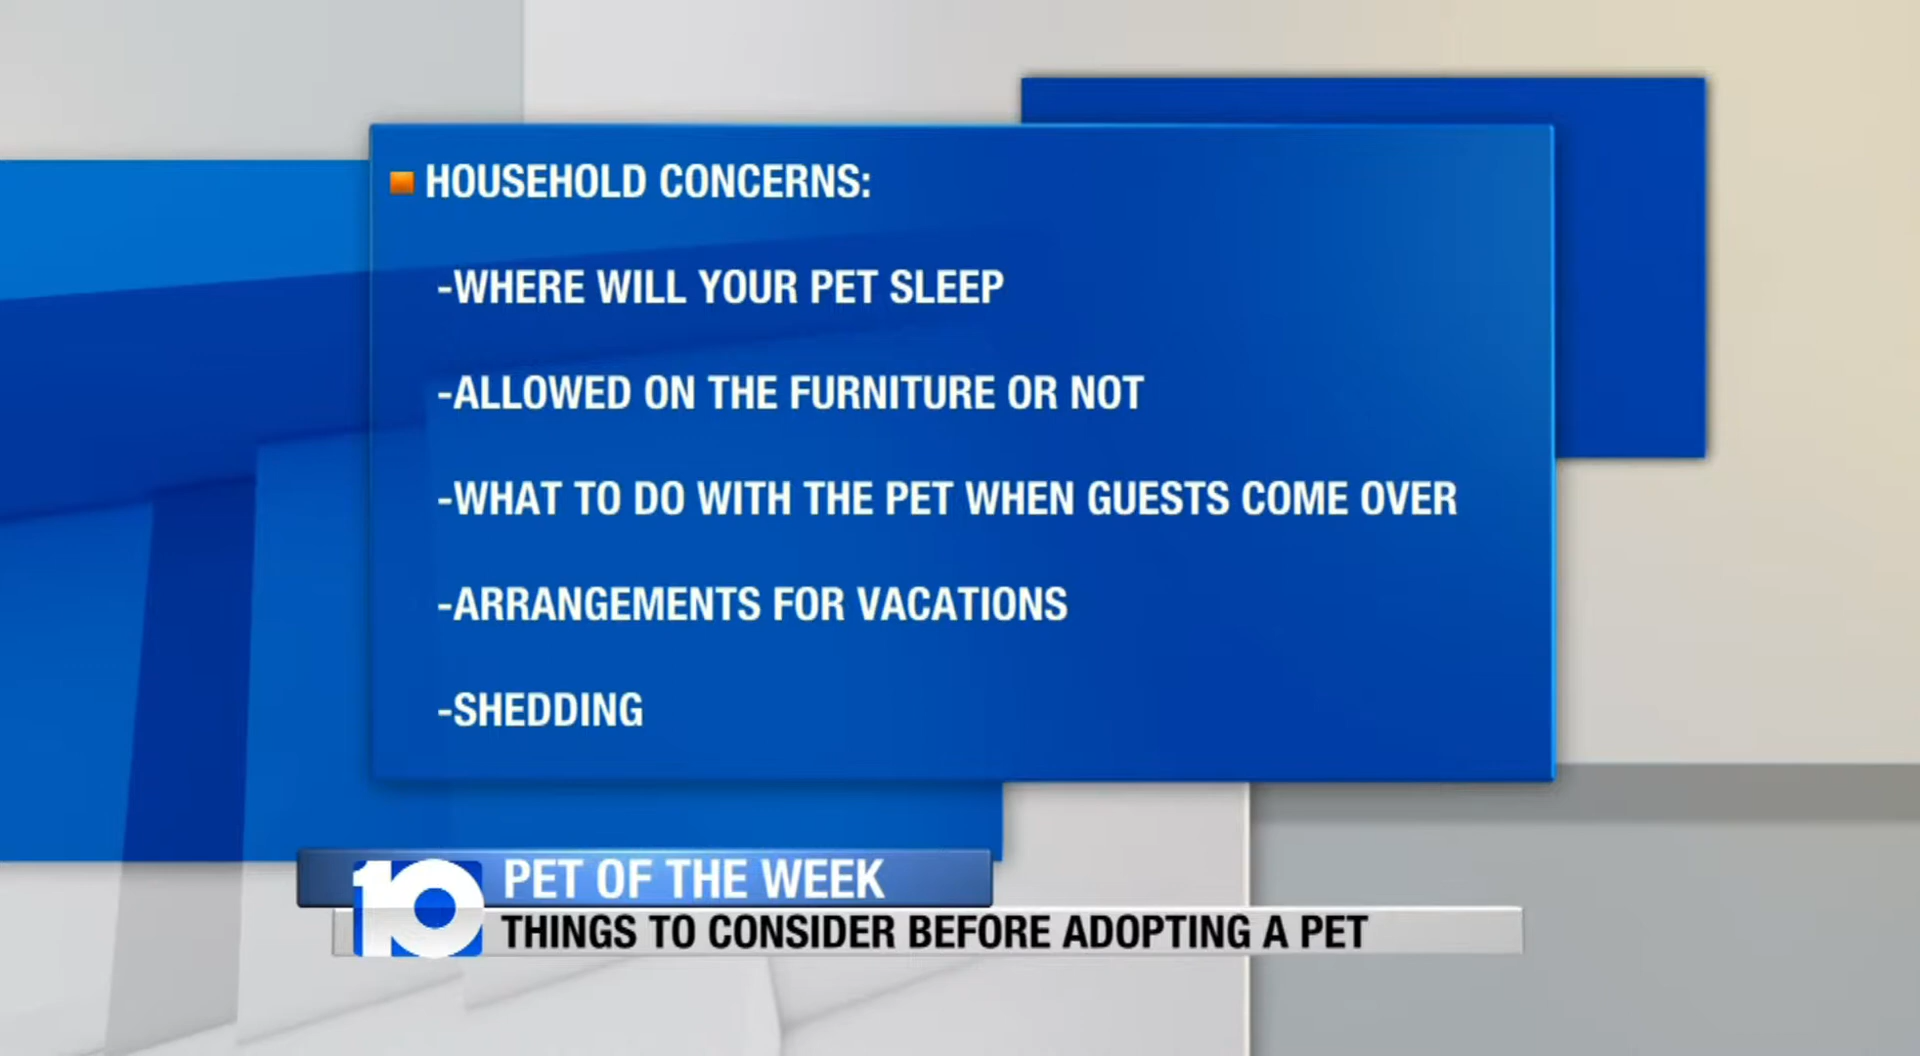 HOUSEHOLD CONCERNS:
-WHERE WILL YOUR PET SLEEP
-ALLOWED ON THE FURNITURE OR NOT
-WHAT TO DO WITH THE PET WHEN GUESTS COME OVER
-ARRANGEMENTS FOR VACATIONS
-SHEDDING
10
PET OF THE WEEK
THINGS TO CONSIDER BEFORE ADOPTING A PET